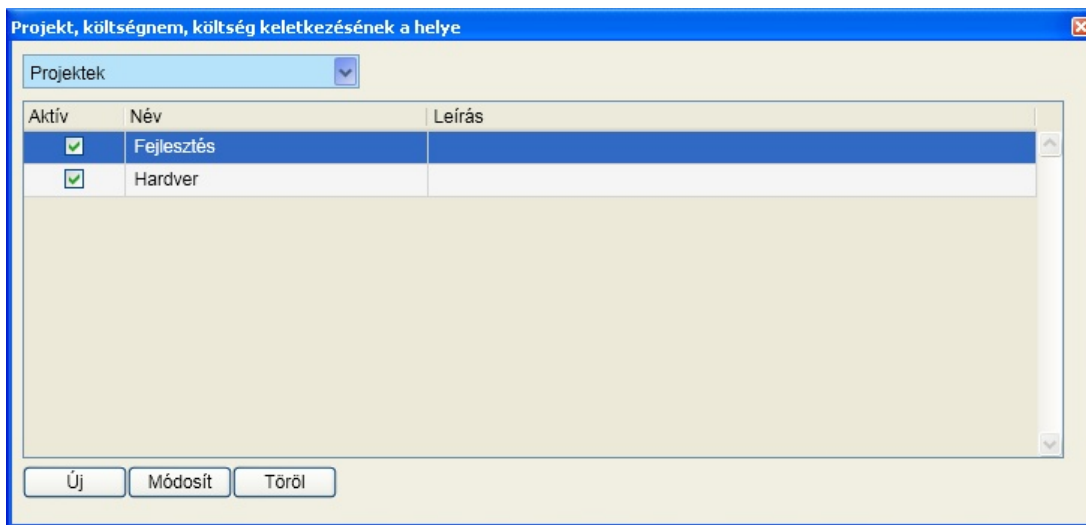 Projekt, költségnem, költség keletkezésének a helye
Projektek
Aktív Név Leírás
Fejlesztés
Hardver
Új Módosít Töröl